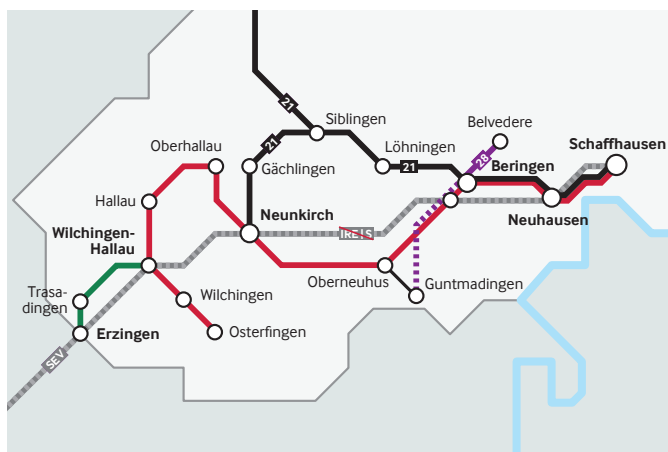 21
Siblingen
Belvedere
Oberhallau
21
Löhningen
28
Schaffhausen
Gächlingen
21
Beringen
Hallau
Neunkirch
Neuhausen
Wilchingen-
Hallau
IRE | S
Trasa-
dingen
Wilchingen
Oberneuhus
Guntmadingen
Erzingen
Osterfingen
SEV